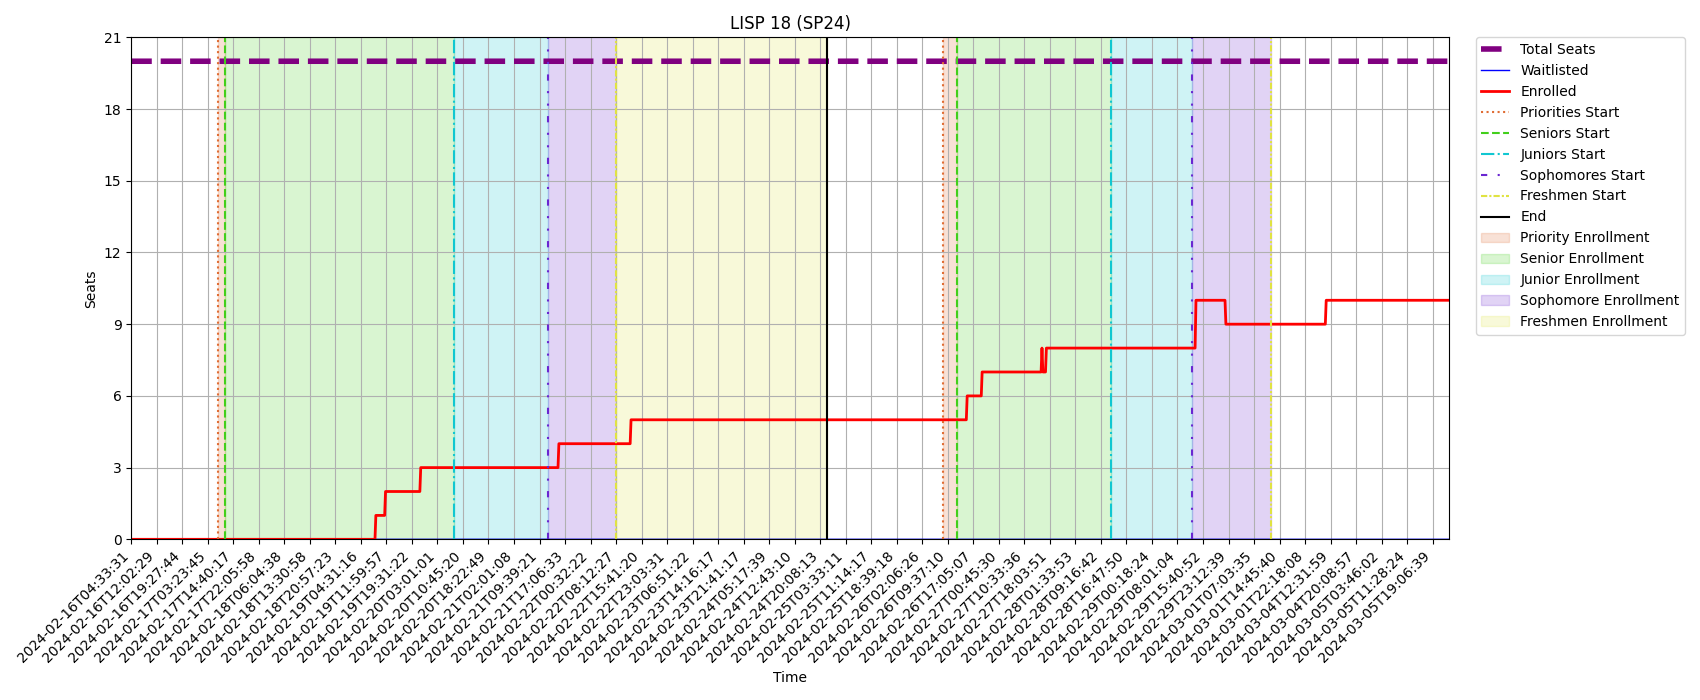 LISP 18 (SP24)
21
18
15
12
9
6
3
0
Seats
2024-02-16T04:33:31
2024-02-16T12:02:29
2024-02-16T19:27:44
2024-02-17T03:23:45
2024-02-17T14:40:17
2024-02-17T22:05:58
2024-02-18T06:04:38
2024-02-18T13:30:58
2024-02-18T20:57:23
2024-02-19T04:31:16
2024-02-19T11:59:57
2024-02-19T19:31:22
2024-02-20T03:01:01
2024-02-20T10:45:20
2024-02-20T18:22:49
2024-02-21T02:01:08
2024-02-21T09:39:21
2024-02-21T17:06:33
2024-02-22T00:32:22
2024-02-22T08:12:27
2024-02-22T15:41:20
2024-02-22T23:03:31
2024-02-23T06:51:22
2024-02-23T14:16:17
2024-02-23T21:41:17
2024-02-24T05:17:39
2024-02-24T12:43:10
2024-02-24T20:08:13
2024-02-25T03:33:11
2024-02-25T11:14:17
2024-02-25T18:39:18
2024-02-26T02:06:26
2024-02-26T09:37:10
2024-02-26T17:05:07
2024-02-27T00:45:30
2024-02-27T10:33:36
2024-02-27T18:03:51
2024-02-28T01:33:53
2024-02-28T09:16:42
2024-02-28T16:47:50
2024-02-29T00:18:24
2024-02-29T08:01:04
2024-02-29T15:40:52
2024-02-29T23:12:39
2024-03-01T07:03:35
2024-03-01T14:45:40
2024-03-01T22:18:08
2024-03-04T12:31:59
2024-03-04T20:08:57
2024-03-05T03:46:02
2024-03-05T11:28:24
2024-03-05T19:06:39
Time
Total Seats
Waitlisted
Enrolled
Priorities Start
Seniors Start
Juniors Start
Sophomores Start
Freshmen Start
End
Priority Enrollment
Senior Enrollment
Junior Enrollment
Sophomore Enrollment
Freshmen Enrollment